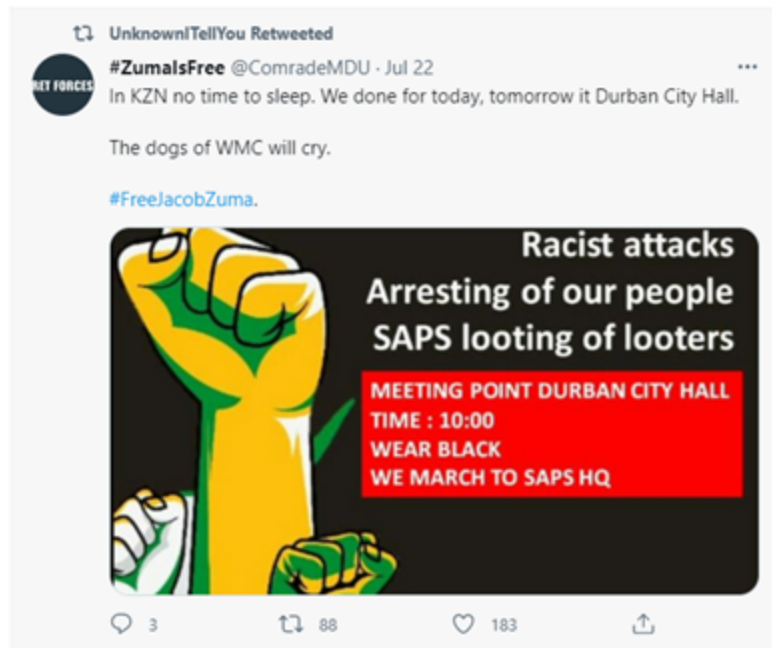 UnknownITellYou Retweeted
#ZumaIsFree @ComradeMDU · Jul 22
RET FORCES
In KZN no time to sleep. We done for today, tomorrow it Durban City Hall.
The dogs of WMC will cry.
#FreeJacobZuma.
Racist attacks
Arresting of our people
SAPS looting of looters
MEETING POINT DURBAN CITY HALL
TIME : 10:00
WEAR BLACK
WE MARCH TO SAPS HQ
3 88 183